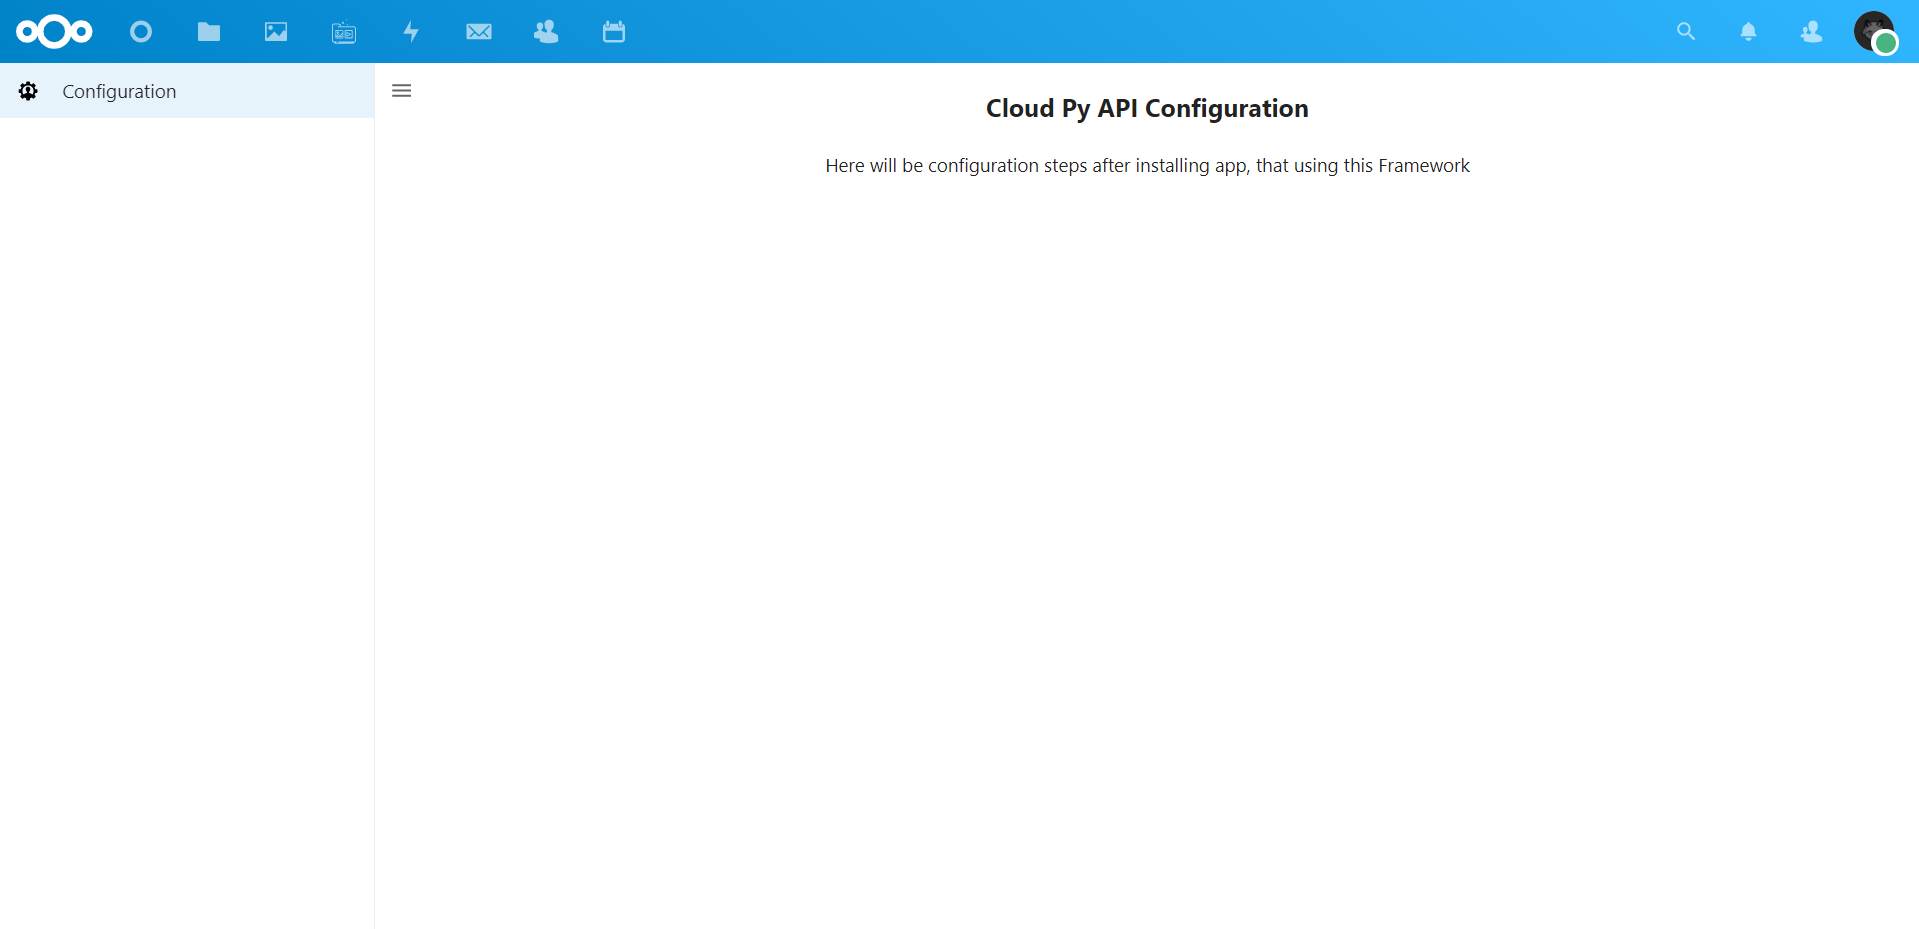 Configuration
Cloud Py API Configuration
Here will be configuration steps after installing app, that using this Framework